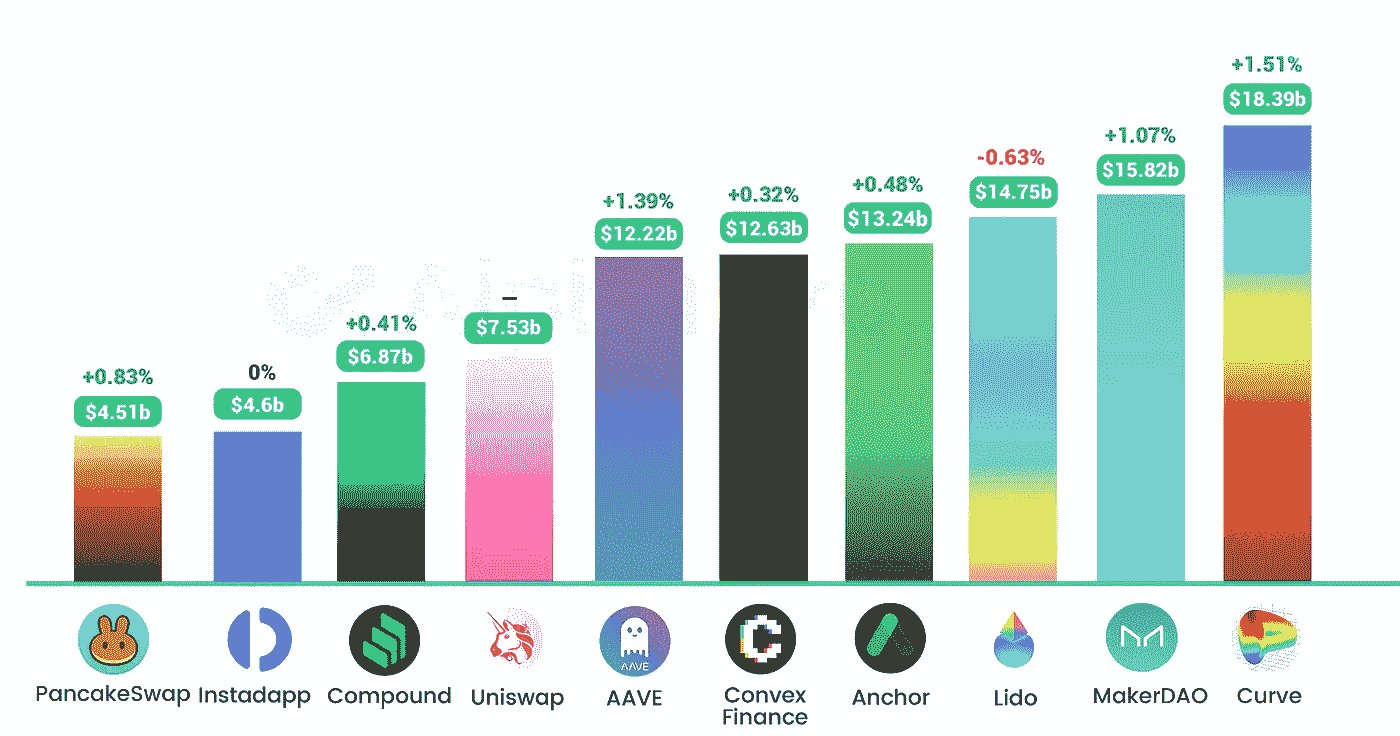 +1.51%
$18.39b
+1.07%
$15.82b
-0.63%
$14.75b
+0.48%
$13.24b
+0.32%
$12.63b
+1.39%
$12.22b
–
$7.53b
+0.41%
$6.87b
0%
$4.6b
+0.83%
$4.51b
AAVE
PancakeSwap
Instadapp
Compound
Uniswap
AAVE
Convex
Finance
Anchor
Lido
MakerDAO
Curve